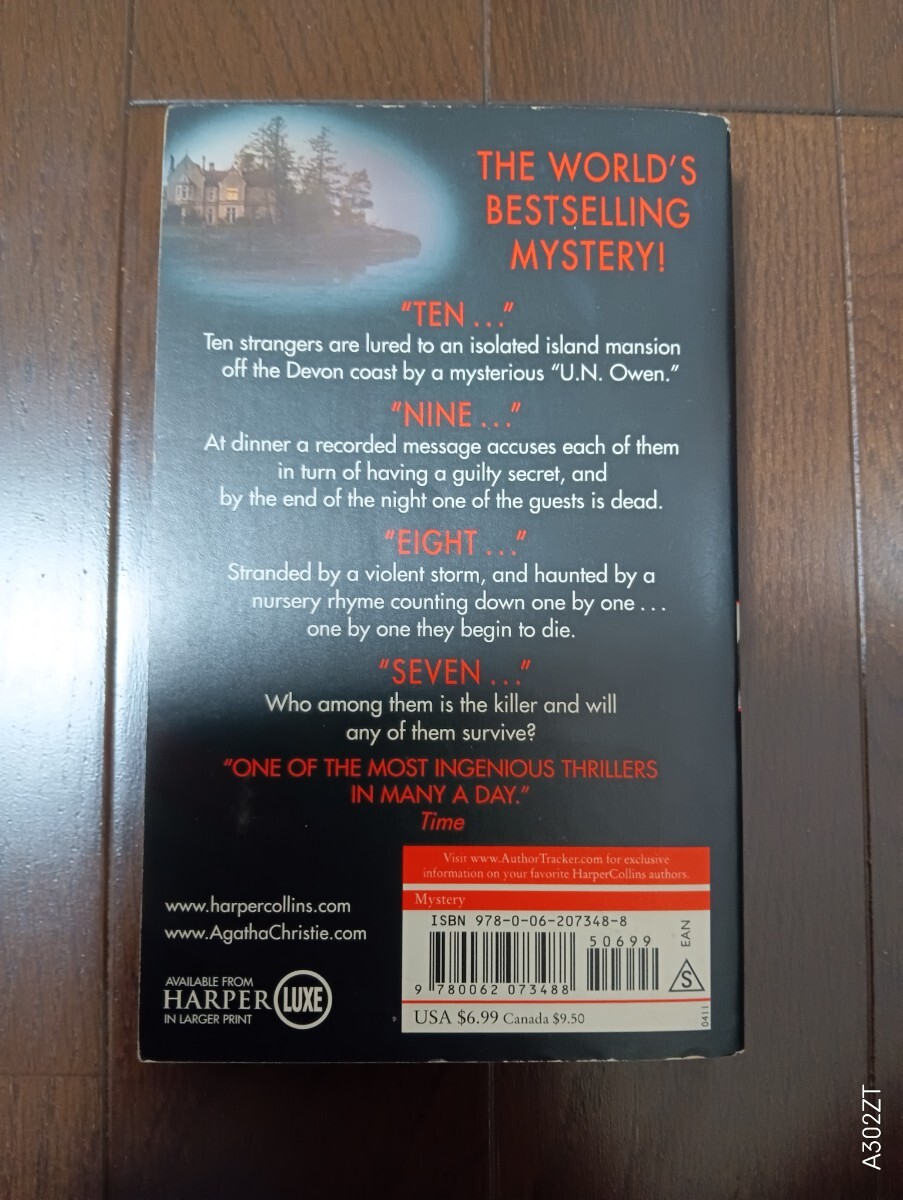 THE WORLD'S
BESTSELLING
MYSTERY!
"TEN . . ."
Ten strangers are lured to an isolated island mansion
off the Devon coast by a mysterious "U.N. Owen."
"NINE . . ."
At dinner a recorded message accuses each of them
in turn of having a guilty secret, and
by the end of the night one of the guests is dead.
"EIGHT . . ."
Stranded by a violent storm, and haunted by a
nursery rhyme counting down one by one . . .
one by one they begin to die.
"SEVEN . . ."
Who among them is the killer and will
any of them survive?
"ONE OF THE MOST INGENIOUS THRILLERS
IN MANY A DAY."
Time
Visit www.AuthorTracker.com for exclusive
information on your favorite HarperCollins authors.
Mystery
ISBN 978-0-06-207348-8
50699
EAN
S
9 780062 073488
USA $6.99 Canada $9.50
0411
www.harpercollins.com
www.AgathaChristie.com
AVAILABLE FROM
HARPER LUXE
IN LARGER PRINT
A302ZT